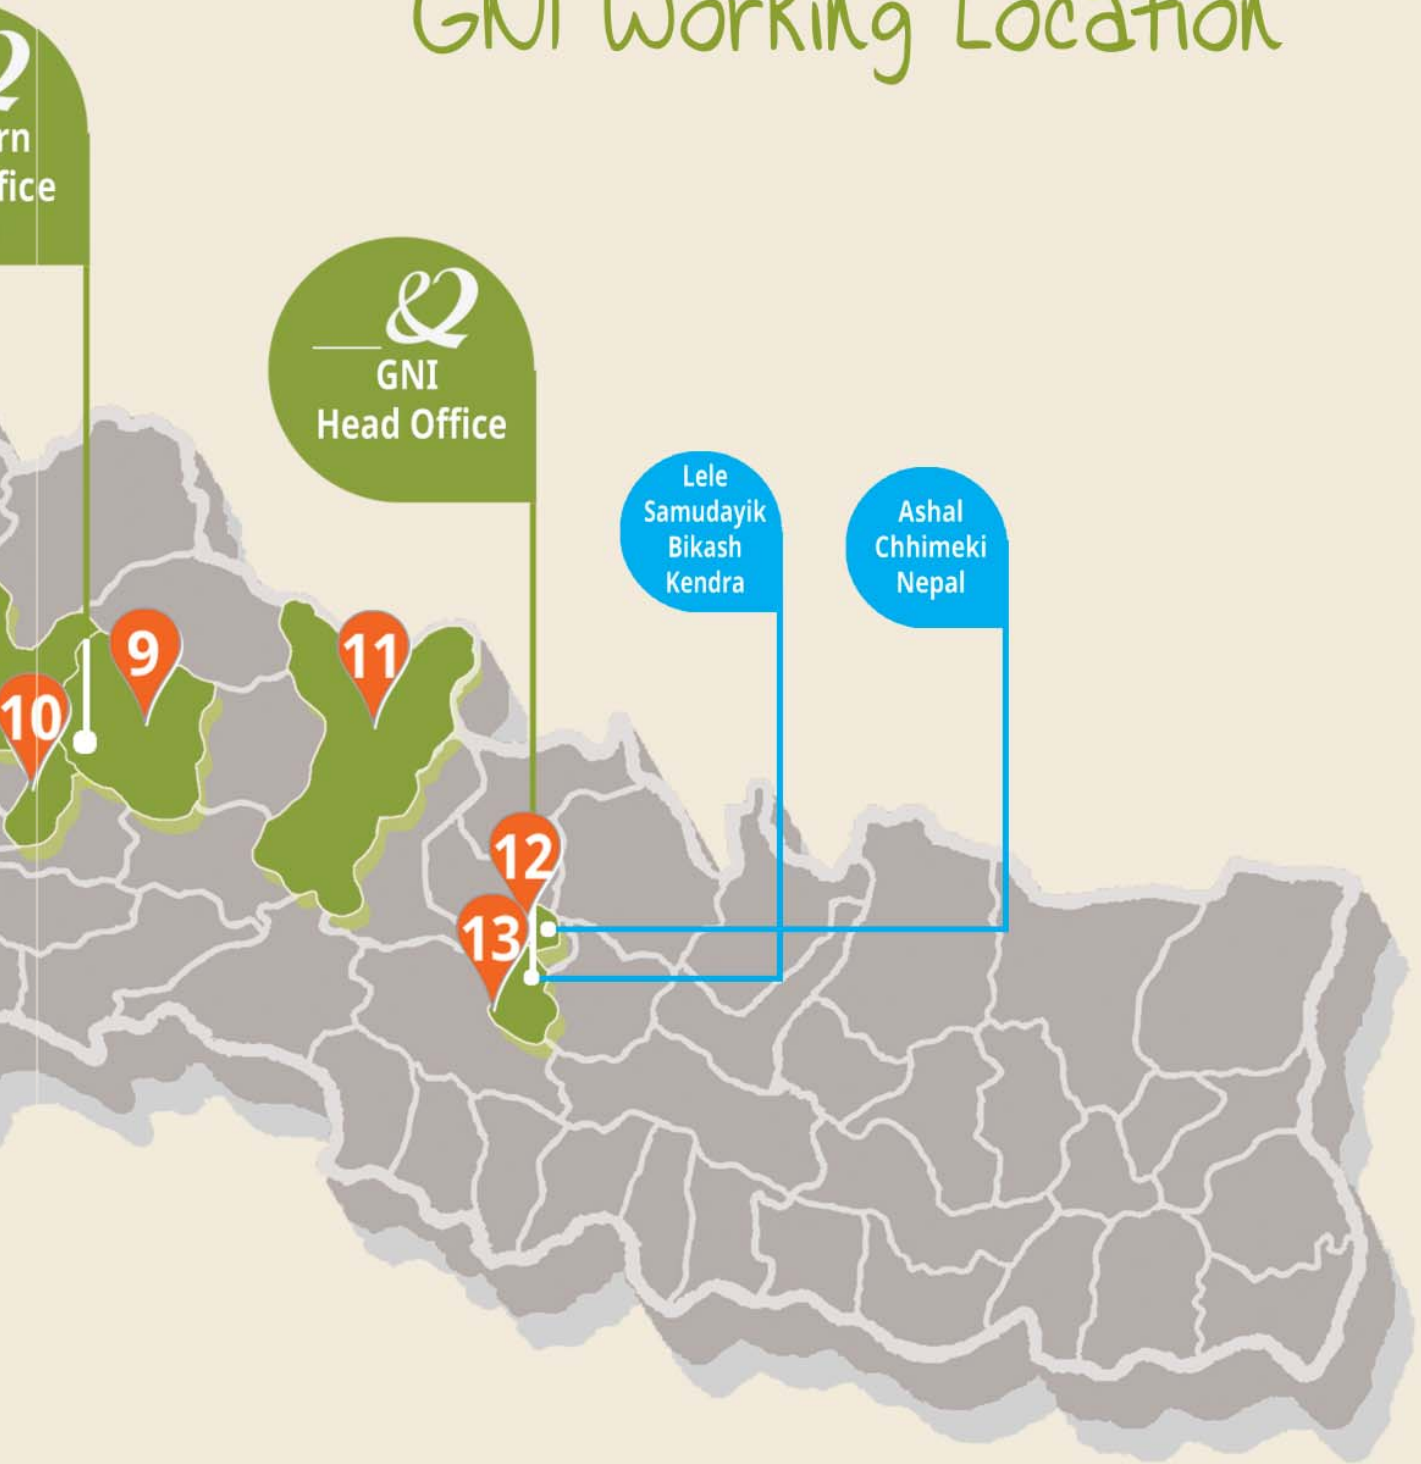 GNI Working Location
rn
fice
GNI
Head Office
Lele
Samudayik
Bikash
Kendra
Ashal
Chhimeki
Nepal
9
11
10
12
13